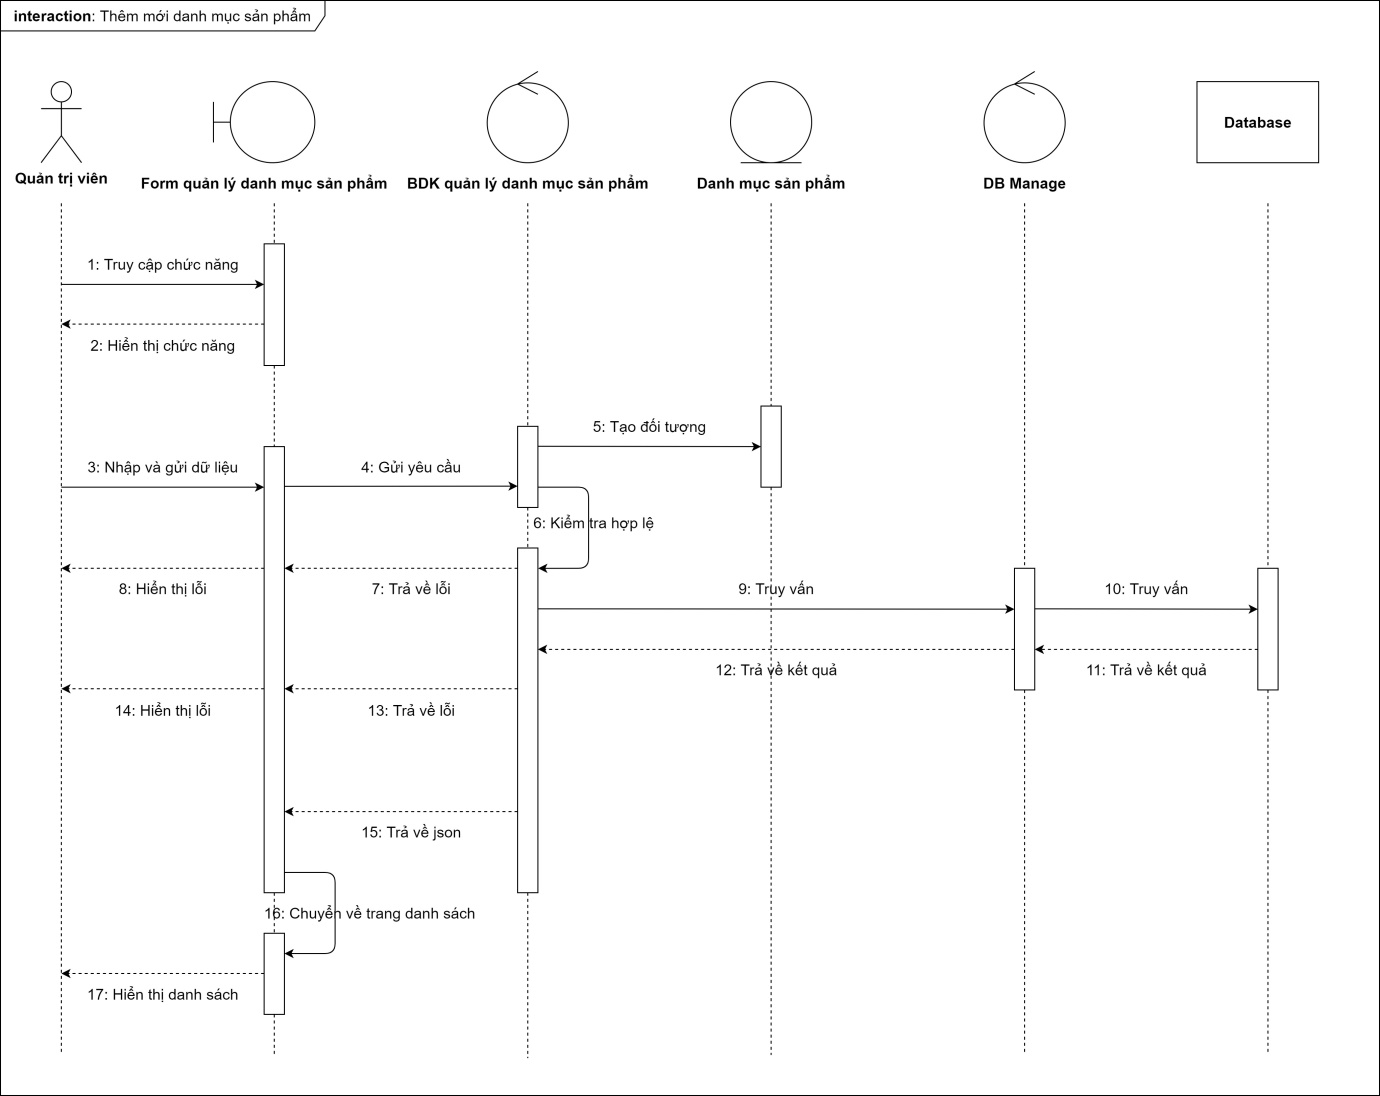 interaction: Thêm mới danh mục sản phẩm
Quản trị viên
Form quản lý danh mục sản phẩm
BDK quản lý danh mục sản phẩm
Danh mục sản phẩm
DB Manage
Database
1: Truy cập chức năng
2: Hiển thị chức năng
5: Tạo đối tượng
3: Nhập và gửi dữ liệu
4: Gửi yêu cầu
6: Kiểm tra hợp lệ
8: Hiển thị lỗi
7: Trả về lỗi
9: Truy vấn
10: Truy vấn
12: Trả về kết quả
11: Trả về kết quả
14: Hiển thị lỗi
13: Trả về lỗi
15: Trả về json
16: Chuyển về trang danh sách
17: Hiển thị danh sách